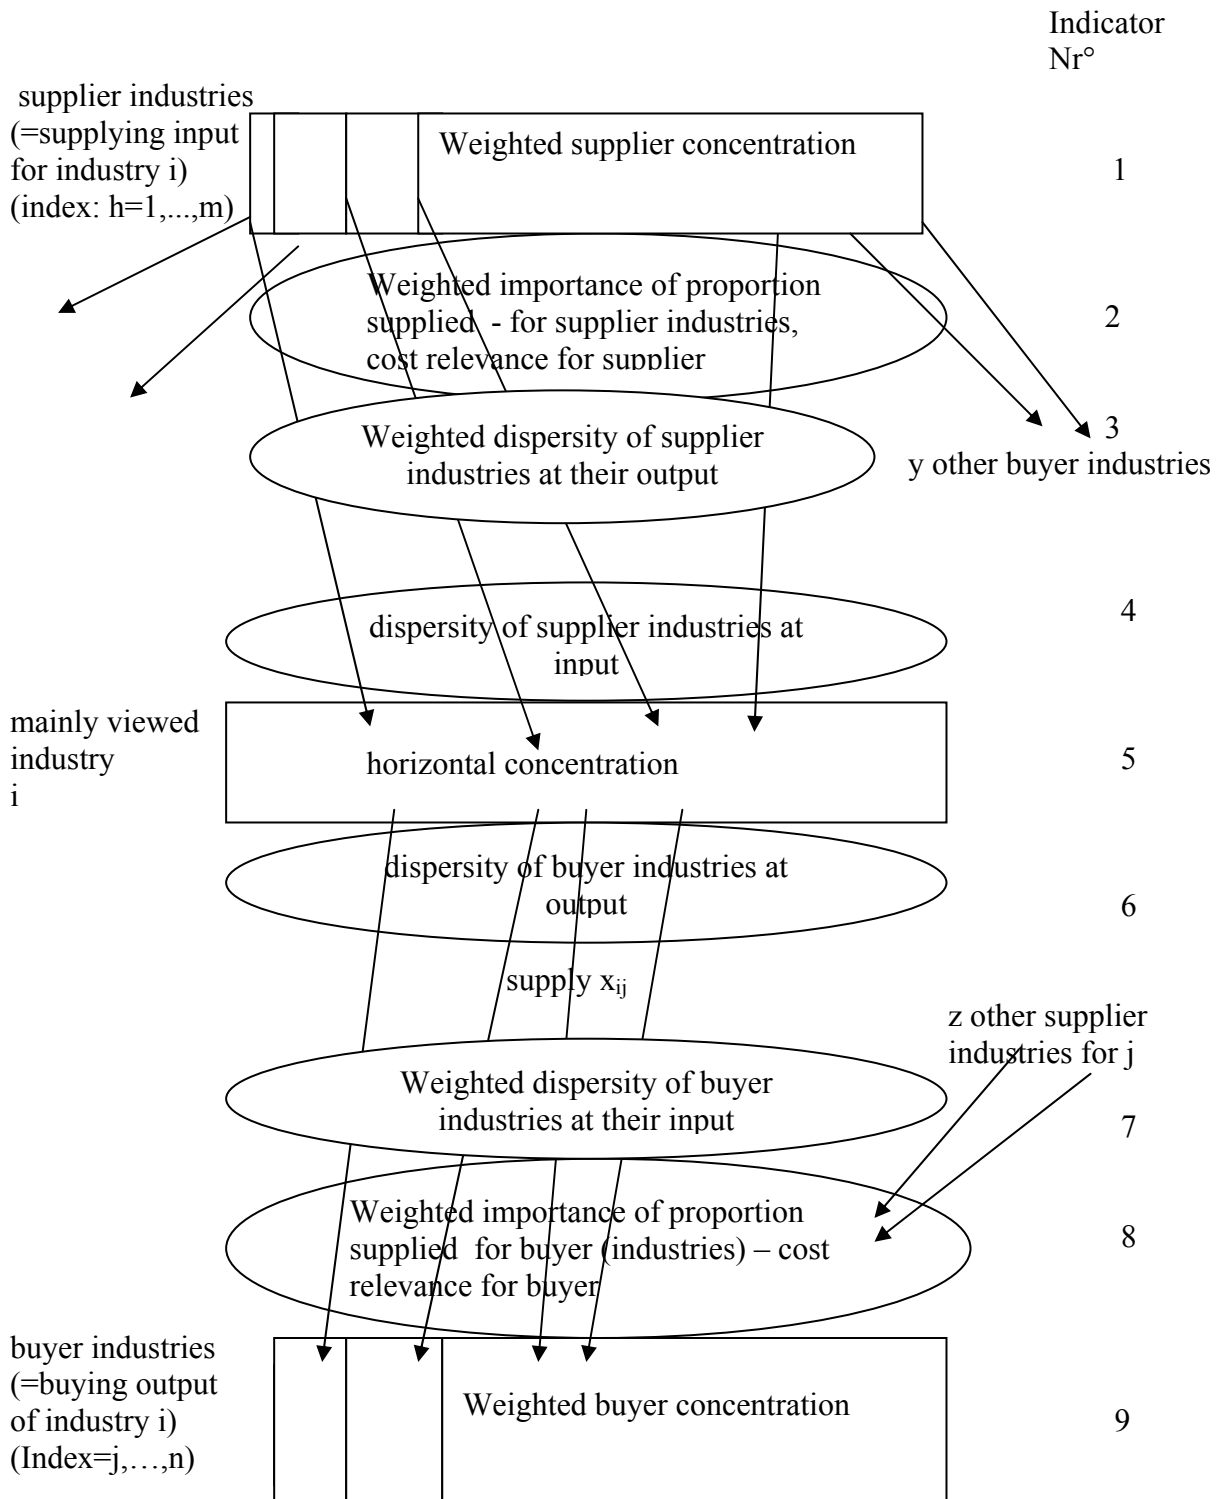 Indicator
Nr°
supplier industries
(=supplying input
for industry i)
(index: h=1,...,m)
Weighted supplier concentration
1
Weighted importance of proportion
supplied - for supplier industries,
cost relevance for supplier
2
3
Weighted dispersity of supplier
industries at their output
y other buyer industries
4
dispersity of supplier industries at
input
mainly viewed
industry
i
horizontal concentration
5
dispersity of buyer industries at
output
6
supply xij
z other supplier
industries for j
Weighted dispersity of buyer
industries at their input
7
Weighted importance of proportion
supplied for buyer (industries) – cost
relevance for buyer
8
buyer industries
(=buying output
of industry i)
(Index=j,…,n)
Weighted buyer concentration
9